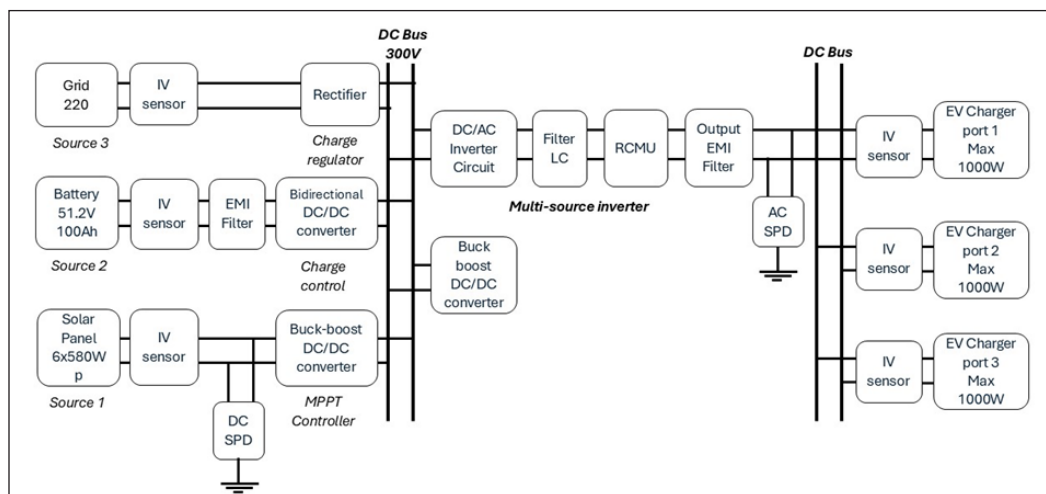 DC Bus
300V
DC Bus
Grid
220
IV
sensor
Rectifier
Source 3
Charge
regulator
DC/AC
Inverter
Circuit
Filter
LC
RCMU
Output
EMI
Filter
IV
sensor
EV Charger
port 1
Max
1000W
Multi-source inverter
Battery
51.2V
100Ah
IV
sensor
EMI
Filter
Bidirectional
DC/DC
converter
Source 2
Charge
control
Buck
boost
DC/DC
converter
AC
SPD
IV
sensor
EV Charger
port 2
Max
1000W
Solar
Panel
6x580W
p
IV
sensor
Buck-boost
DC/DC
converter
Source 1
MPPT
Controller
DC
SPD
IV
sensor
EV Charger
port 3
Max
1000W